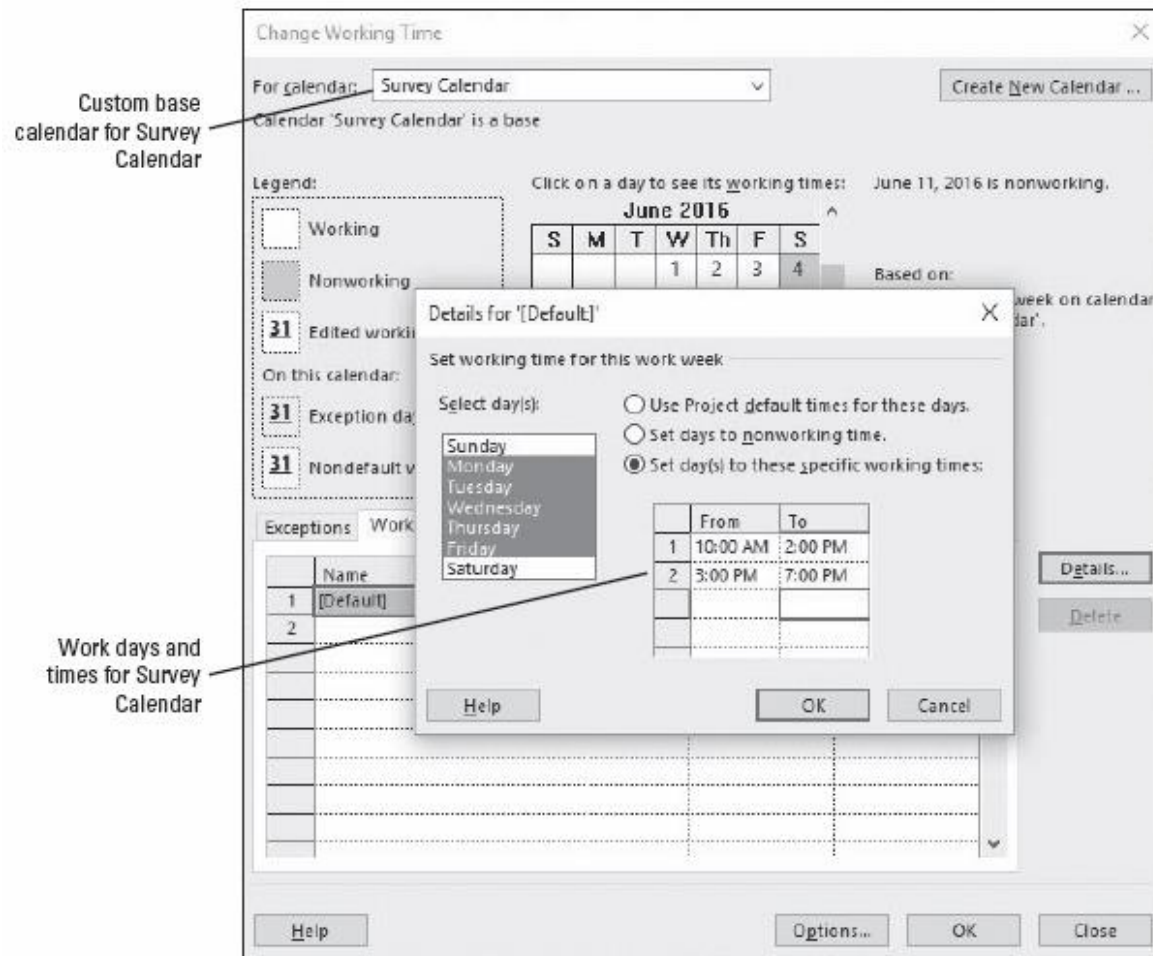 Change Working Time
For calendar: Survey Calendar
Create New Calendar ...
Custom base
calendar for Survey
Calendar
Calendar 'Survey Calendar' is a base
Legend:
Working
Nonworking
31 Edited worki
On this calendar:
31 Exception da
31 Nondefault w
Click on a day to see its working times:
June 2016
S M T W Th F S
1 2 3 4
June 11, 2016 is nonworking.
Based on:
week on calendar
dar'.
Details for '[Default]'
Set working time for this work week
Select day(s):
Sunday
Monday
Tuesday
Wednesday
Thursday
Friday
Saturday
Use Project default times for these days.
Set days to nonworking time.
Set day(s) to these specific working times:
From To
1 10:00 AM 2:00 PM
2 3:00 PM 7:00 PM
Help
OK
Cancel
Exceptions Work
Name
1 [Default]
2
Details...
Delete
Work days and
times for Survey
Calendar
Help
Options...
OK
Close